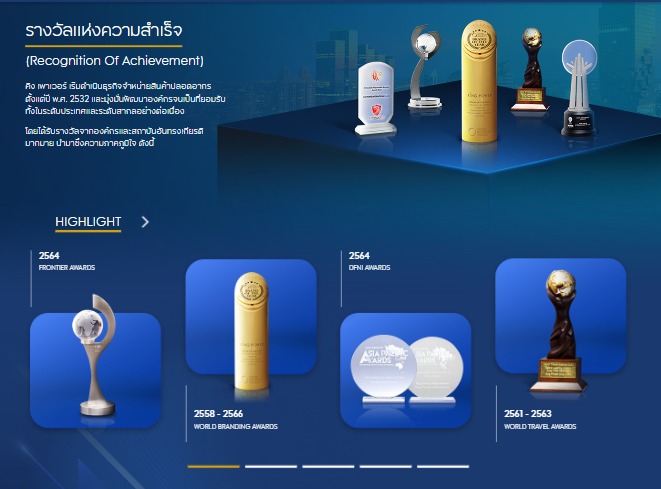 รางวัลแห่งความสำเร็จ
(Recognition Of Achievement)
คิง เพาเวอร์ เริ่มดำเนินธุรกิจจำหน่ายสินค้าปลอดอากร
ตั้งแต่ปี พ.ศ. 2532 และมุ่งมั่นพัฒนาองค์กรจนเป็นที่ยอมรับ
ทั้งในระดับประเทศและระดับสากลอย่างต่อเนื่อง
โดยได้รับรางวัลจากองค์กรและสถาบันอันทรงเกียรติ
มากมาย นำมาซึ่งความภาคภูมิใจ ดังนี้
KING POWER
HIGHLIGHT
2564
FRONTIER AWARDS
2564
DFNI AWARDS
KING POWER
ASIA PACIFIC
AWARDS
2558 - 2566
WORLD BRANDING AWARDS
2561 - 2563
WORLD TRAVEL AWARDS